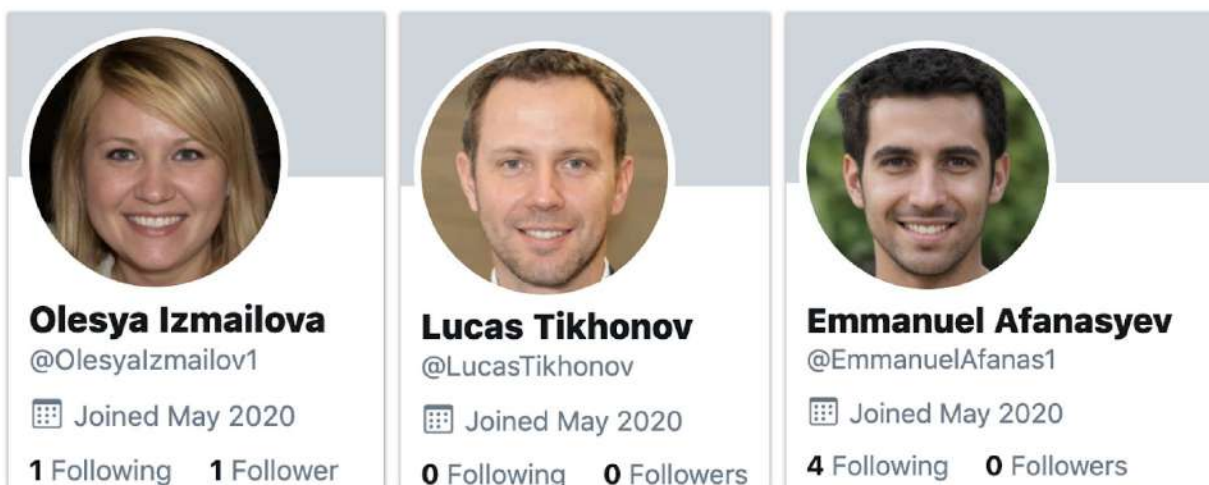 Olesya Izmailova
@OlesyaIzmailov1
Joined May 2020
1 Following 1 Follower
Lucas Tikhonov
@LucasTikhonov
Joined May 2020
0 Following 0 Followers
Emmanuel Afanasyev
@EmmanuelAfanas1
Joined May 2020
4 Following 0 Followers